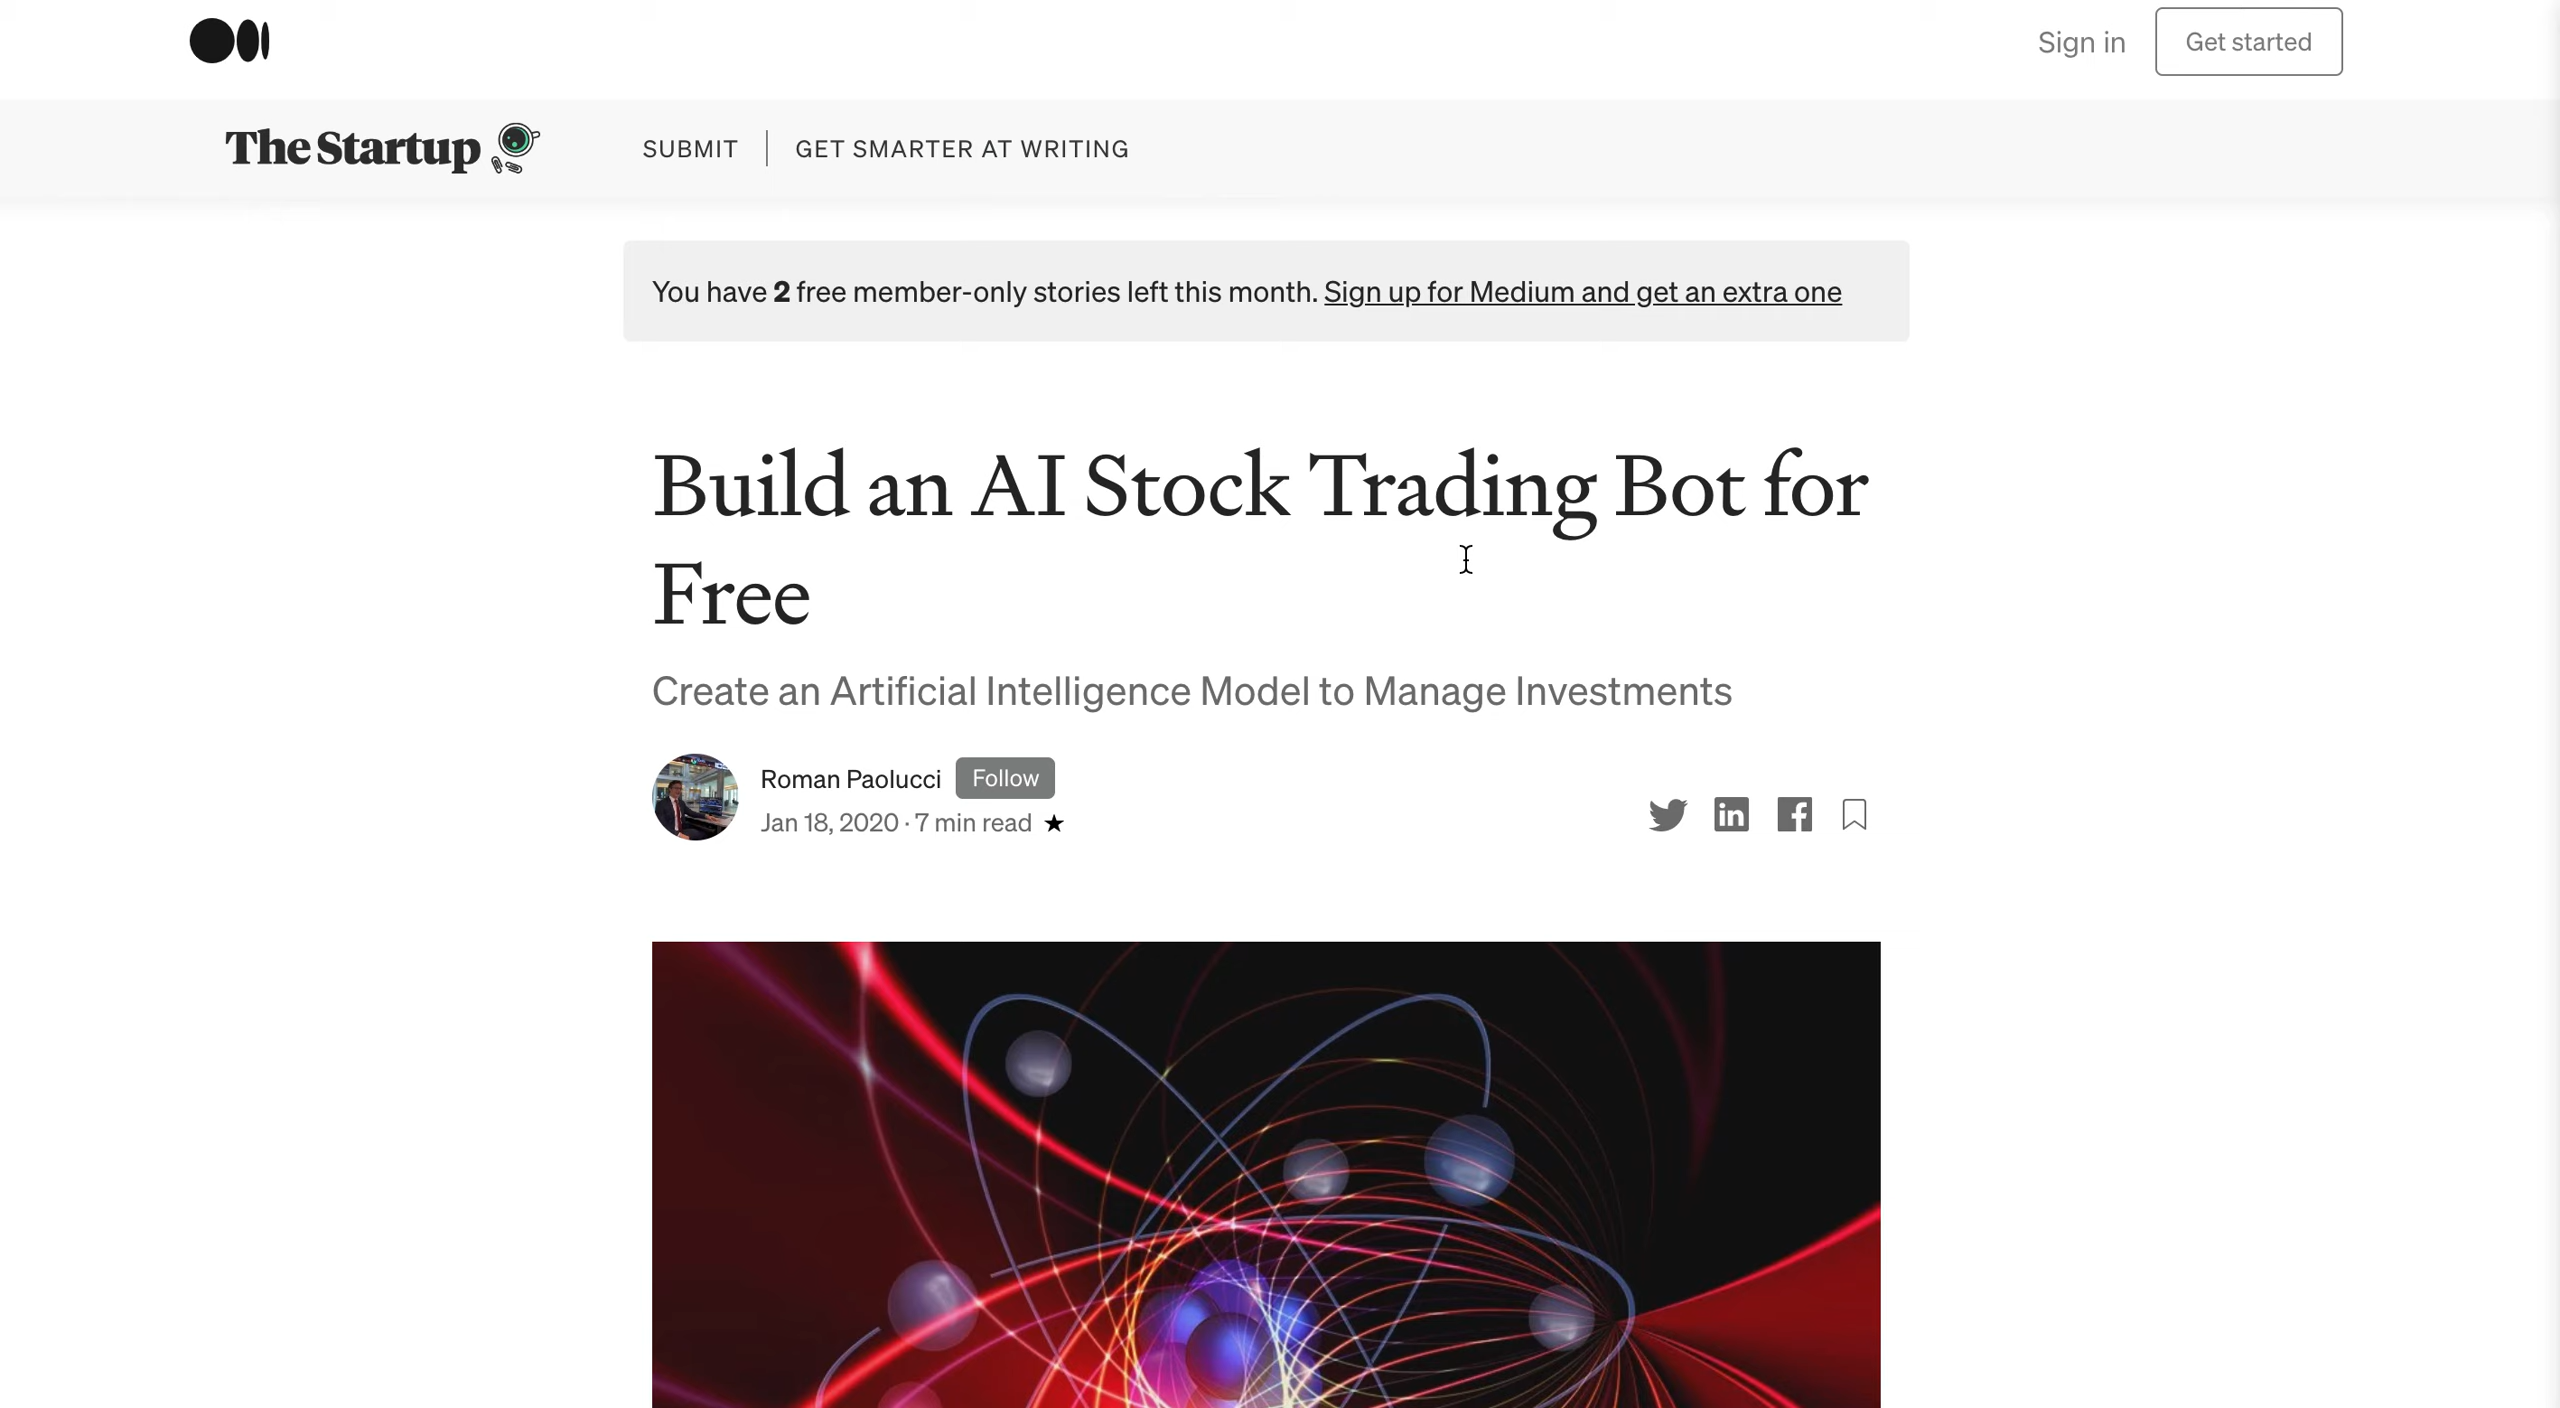 Sign in Get started
The Startup SUBMIT GET SMARTER AT WRITING
You have 2 free member-only stories left this month. Sign up for Medium and get an extra one
Build an AI Stock Trading Bot for
Free
Create an Artificial Intelligence Model to Manage Investments
Roman Paolucci Follow
Jan 18, 2020 · 7 min read ★